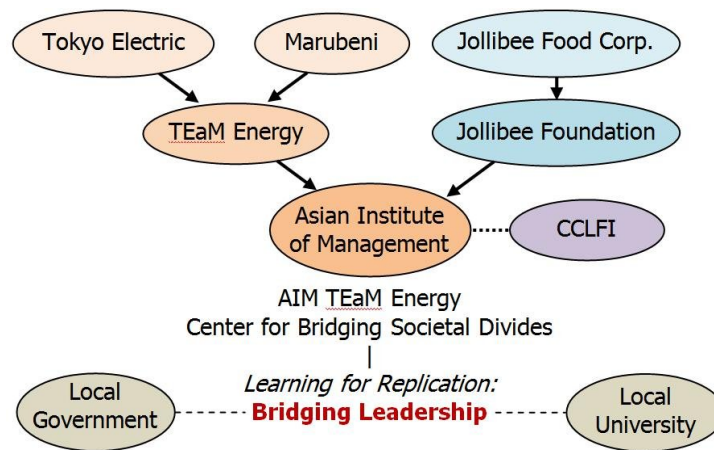 Tokyo Electric
Marubeni
Jollibee Food Corp.
TEaM Energy
Jollibee Foundation
Asian Institute
of Management
CCLFI
AIM TEaM Energy
Center for Bridging Societal Divides
Learning for Replication:
Bridging Leadership
Local
Government
Local
University